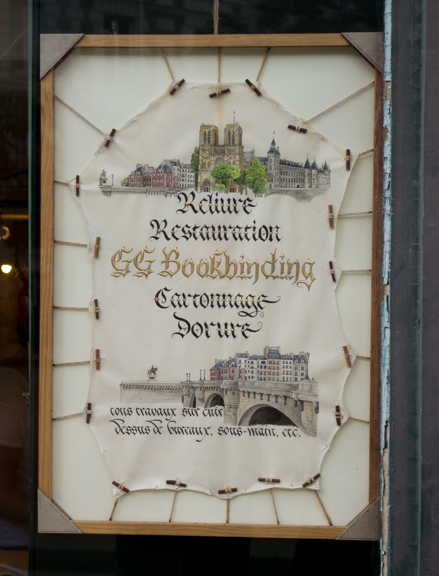 Reliure
Restauration
GG Bookbinding
Cartonnage
Dorure
tous travaux sur cuir
dessus de bureaux, sous-main, etc.